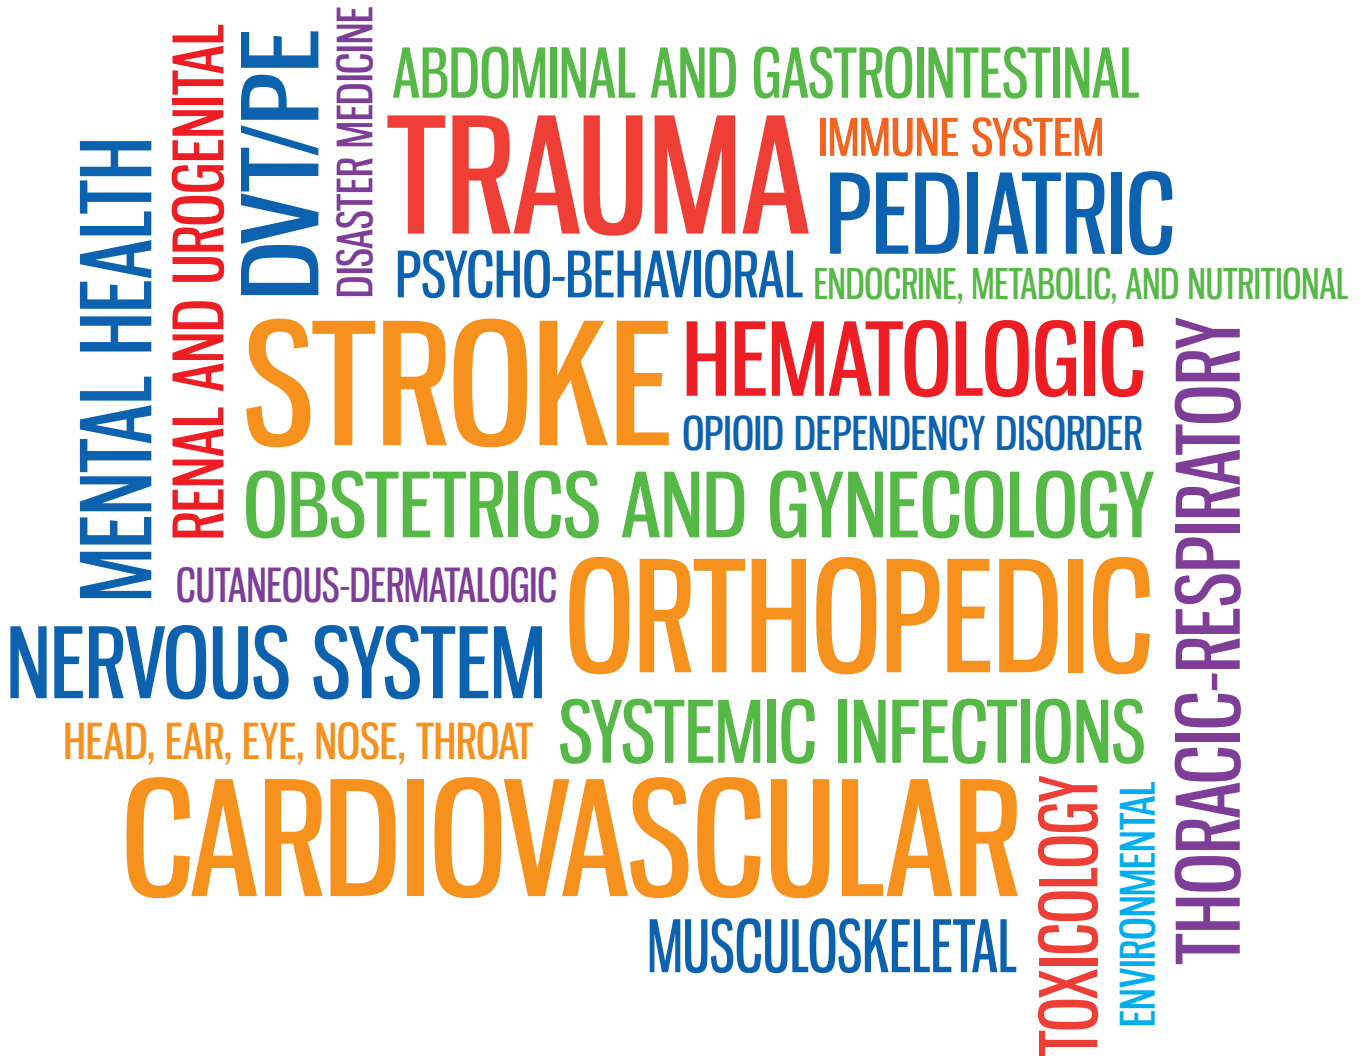 MENTAL HEALTH
RENAL AND UROGENITAL
DVT/PE
DISASTER MEDICINE
ABDOMINAL AND GASTROINTESTINAL
TRAUMA
IMMUNE SYSTEM
PEDIATRIC
PSYCHO-BEHAVIORAL
ENDOCRINE, METABOLIC, AND NUTRITIONAL
STROKE
HEMATOLOGIC
OPIOID DEPENDENCY DISORDER
OBSTETRICS AND GYNECOLOGY
CUTANEOUS-DERMATALOGIC
ORTHOPEDIC
THORACIC-RESPIRATORY
NERVOUS SYSTEM
HEAD, EAR, EYE, NOSE, THROAT
SYSTEMIC INFECTIONS
CARDIOVASCULAR
TOXICOLOGY
ENVIRONMENTAL
MUSCULOSKELETAL